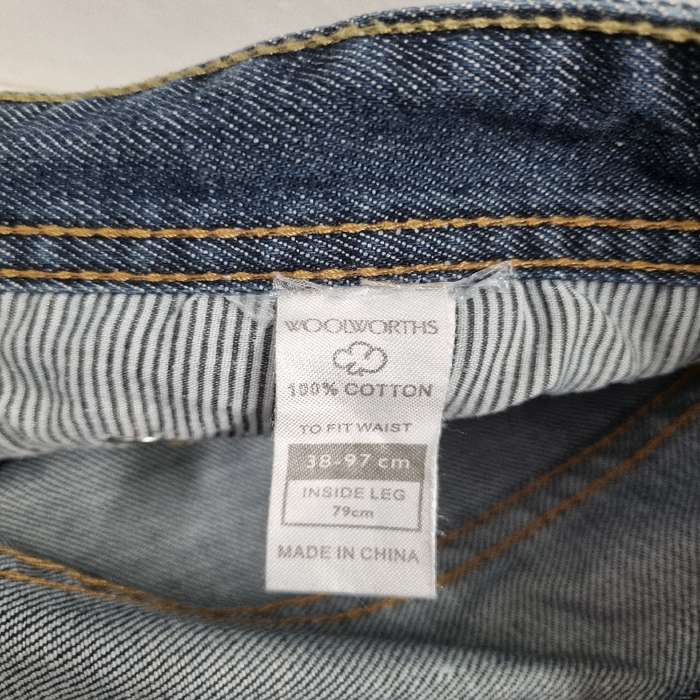 WOOLWORTHS
100% COTTON
TO FIT WAIST
38-97 cm
INSIDE LEG
79cm
MADE IN CHINA